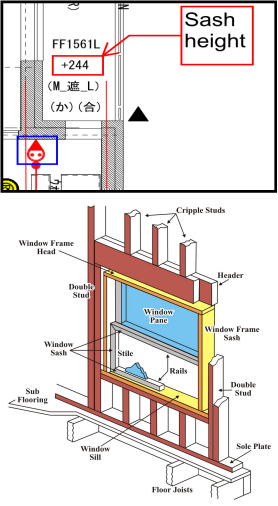 Sash
height
FF1561L
+244
(M_遮_L)
(か)(合)
Cripple Studs
Window Frame
Head
Header
Double
Stud
Window
Pane
Window Frame
Sash
Window
Sash
Stile
Rails
Double
Stud
Sub
Flooring
Window
Sill
Sole Plate
Floor Joists